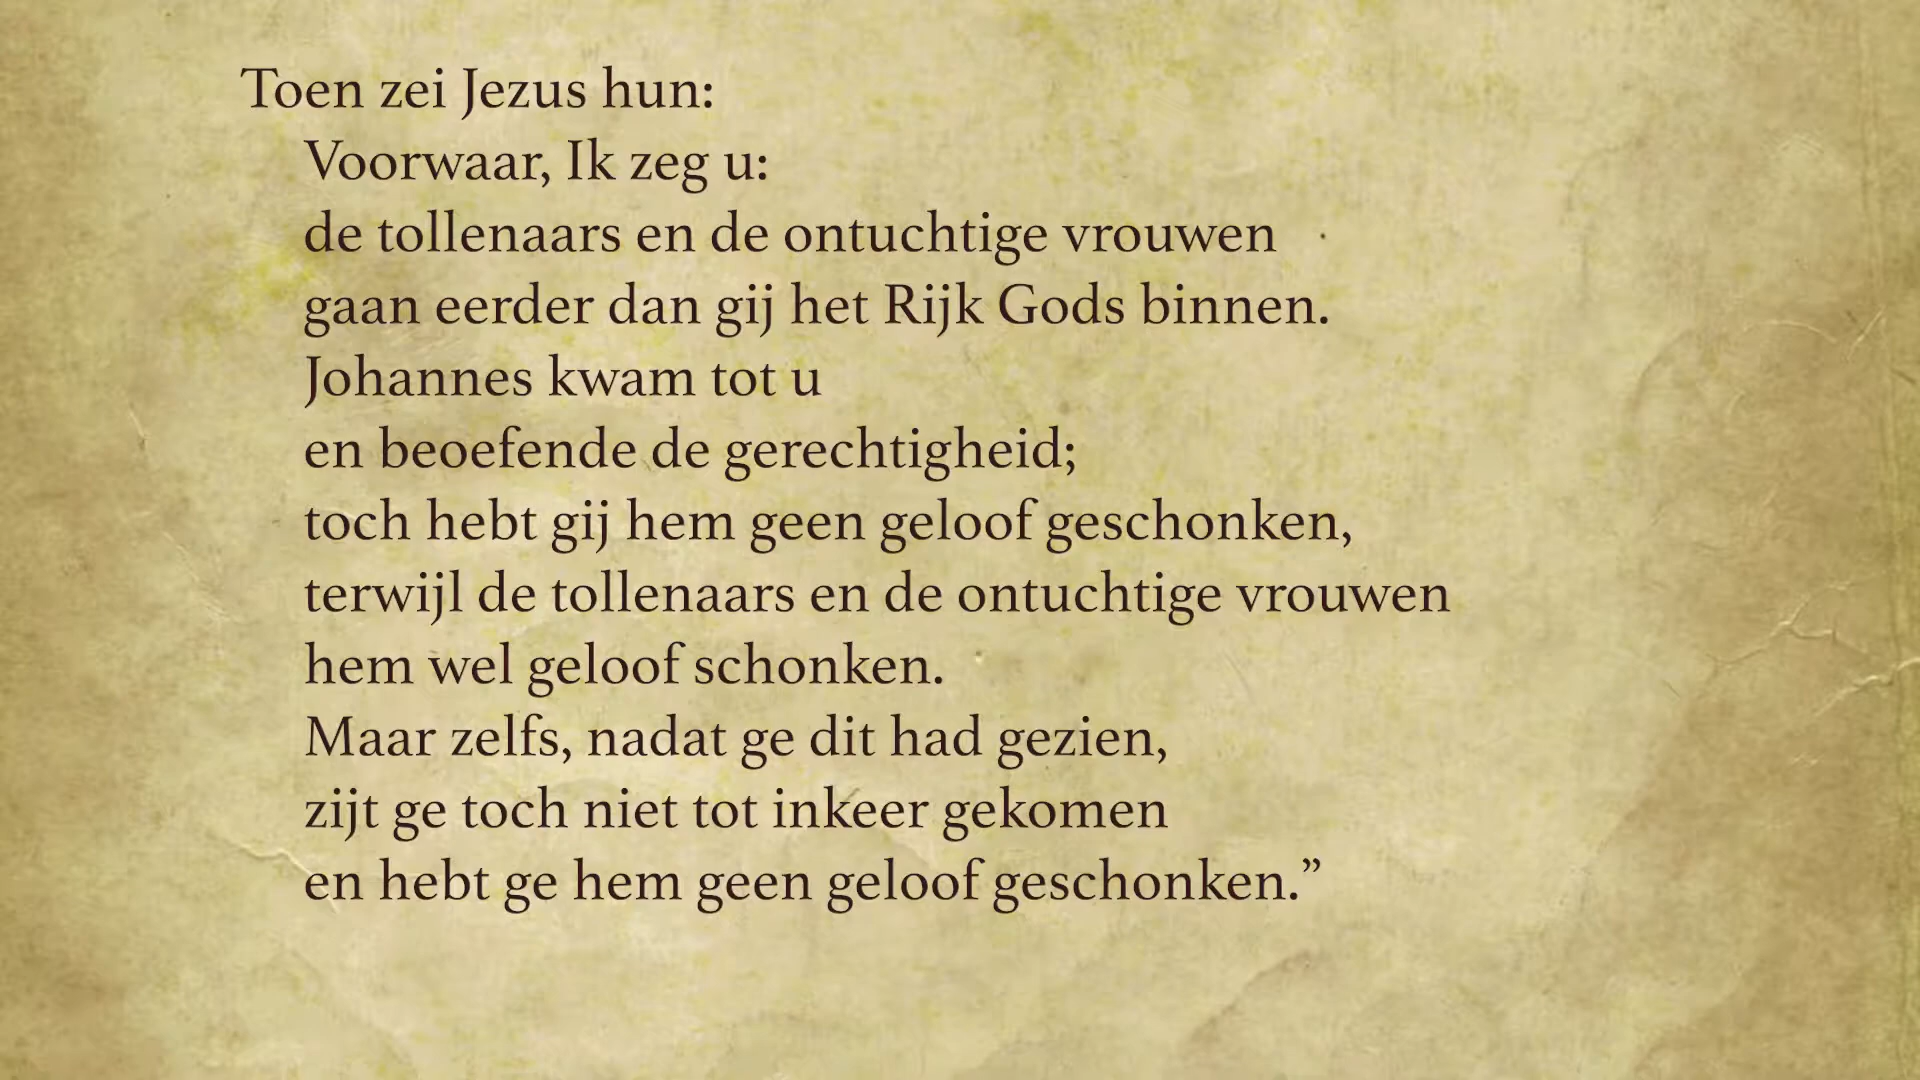 Toen zei Jezus hun:
Voorwaar, Ik zeg u:
de tollenaars en de ontuchtige vrouwen
gaan eerder dan gij het Rijk Gods binnen.
Johannes kwam tot u
en beoefende de gerechtigheid;
toch hebt gij hem geen geloof geschonken,
terwijl de tollenaars en de ontuchtige vrouwen
hem wel geloof schonken.
Maar zelfs, nadat ge dit had gezien,
zijt ge toch niet tot inkeer gekomen
en hebt ge hem geen geloof geschonken.”